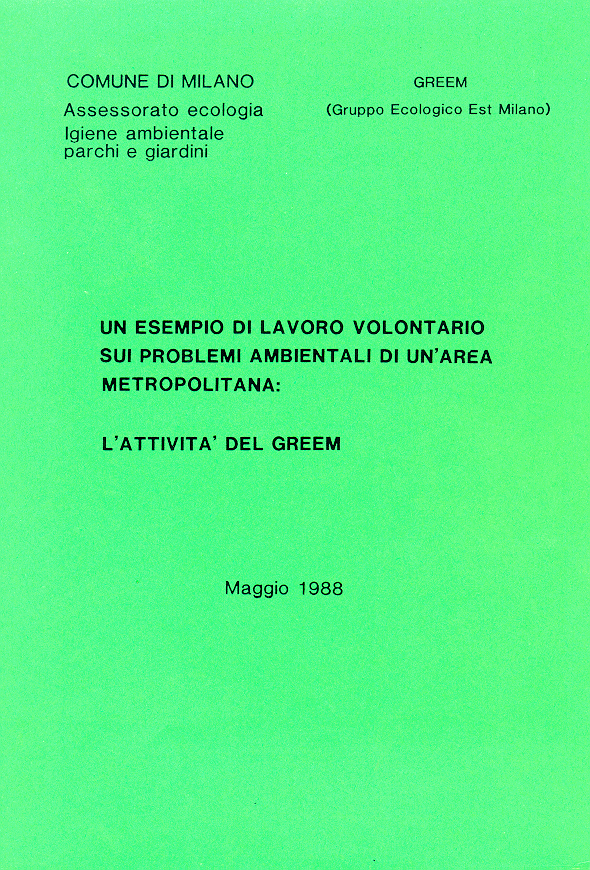 COMUNE DI MILANO
Assessorato ecologia
Igiene ambientale
parchi e giardini
GREEM
(Gruppo Ecologico Est Milano)
UN ESEMPIO DI LAVORO VOLONTARIO
SUI PROBLEMI AMBIENTALI DI UN'AREA
METROPOLITANA:
L'ATTIVITA' DEL GREEM
Maggio 1988